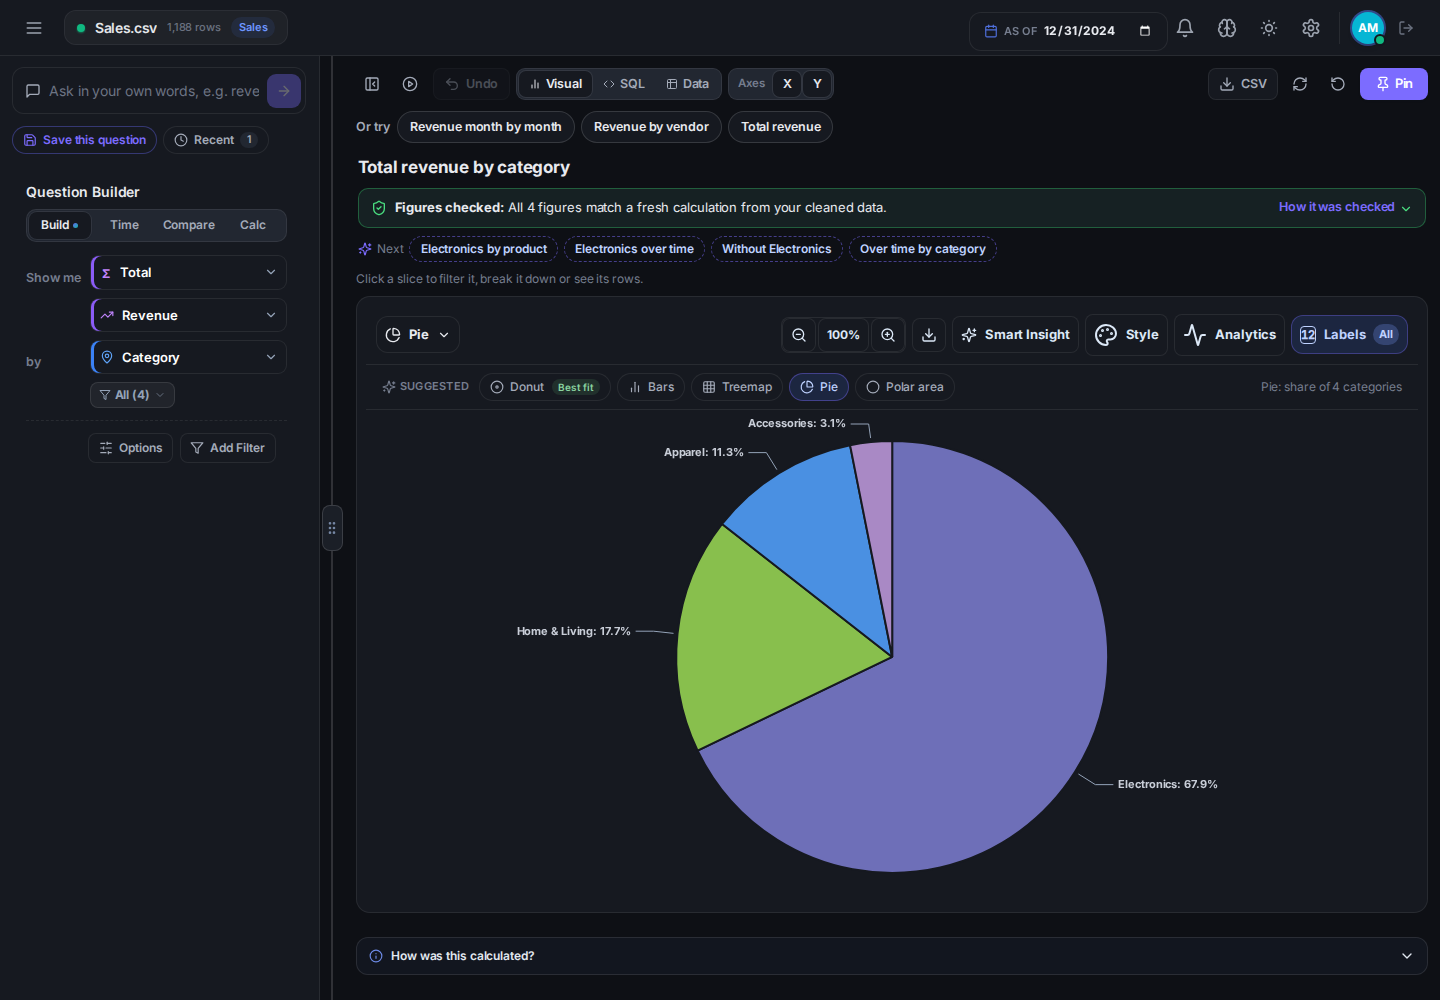 Sales.csv 1,188 rows Sales
AS OF 12/31/2024
AM
Ask in your own words, e.g. reve
Save this question
Recent 1
Question Builder
Build Time Compare Calc
Show me
Σ Total
Revenue
by
Category
All (4)
Options
Add Filter
Undo
Visual SQL Data
Axes X Y
CSV
Pin
Or try Revenue month by month Revenue by vendor Total revenue
Total revenue by category
Figures checked: All 4 figures match a fresh calculation from your cleaned data.
How it was checked
Next Electronics by product Electronics over time Without Electronics Over time by category
Click a slice to filter it, break it down or see its rows.
Pie
100%
Smart Insight
Style
Analytics
12 Labels All
SUGGESTED Donut Best fit Bars Treemap Pie Polar area
Pie: share of 4 categories
Accessories: 3.1%
Apparel: 11.3%
Home & Living: 17.7%
Electronics: 67.9%
How was this calculated?